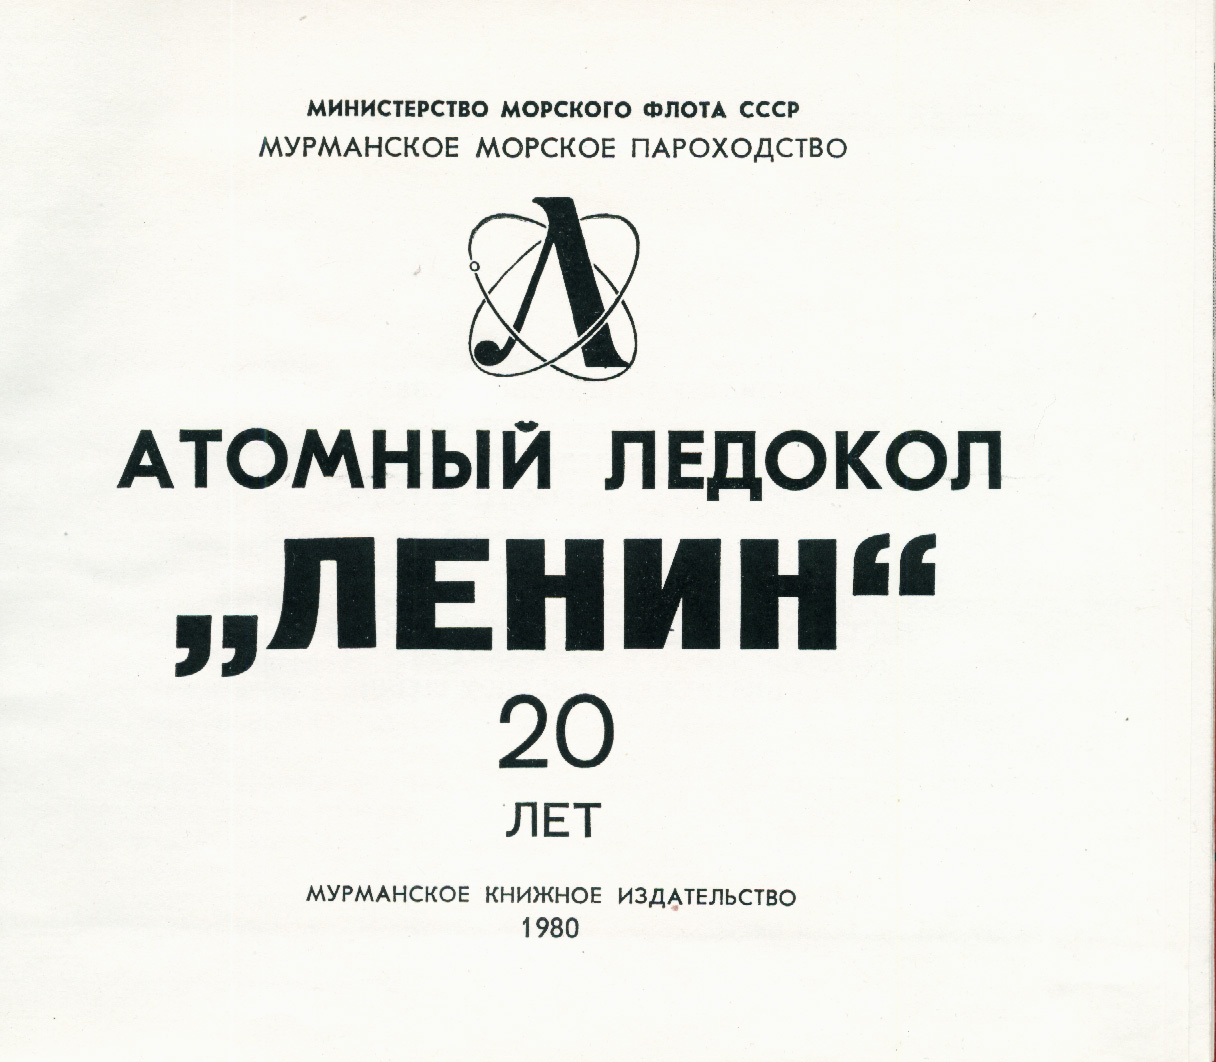 МИНИСТЕРСТВО МОРСКОГО ФЛОТА СССР
МУРМАНСКОЕ МОРСКОЕ ПАРОХОДСТВО
Л
АТОМНЫЙ ЛЕДОКОЛ
„ЛЕНИН“
20
ЛЕТ
МУРМАНСКОЕ КНИЖНОЕ ИЗДАТЕЛЬСТВО
1980